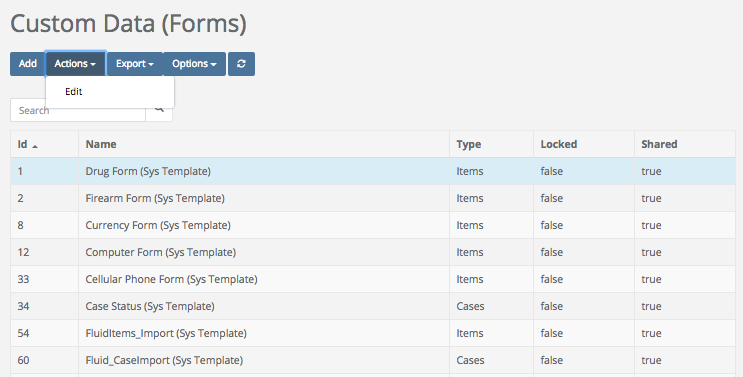 Custom Data (Forms)
Add Actions Export Options
Edit
Search
Id Name Type Locked Shared
1 Drug Form (Sys Template) Items false true
2 Firearm Form (Sys Template) Items false true
8 Currency Form (Sys Template) Items false true
12 Computer Form (Sys Template) Items false true
33 Cellular Phone Form (Sys Template) Items false true
34 Case Status (Sys Template) Cases false true
54 FluidItems_Import (Sys Template) Items false true
60 Fluid_CaseImport (Sys Template) Cases false true